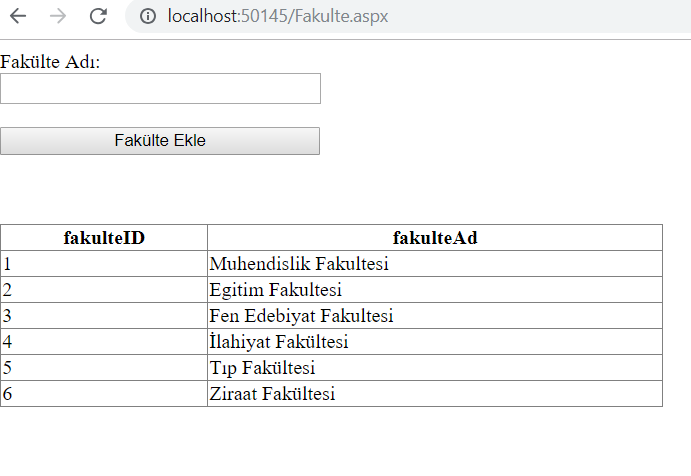 localhost:50145/Fakulte.aspx
Fakülte Adı:
Fakülte Ekle
fakulteID fakulteAd
1 Muhendislik Fakultesi
2 Egitim Fakultesi
3 Fen Edebiyat Fakultesi
4 İlahiyat Fakültesi
5 Tıp Fakültesi
6 Ziraat Fakültesi